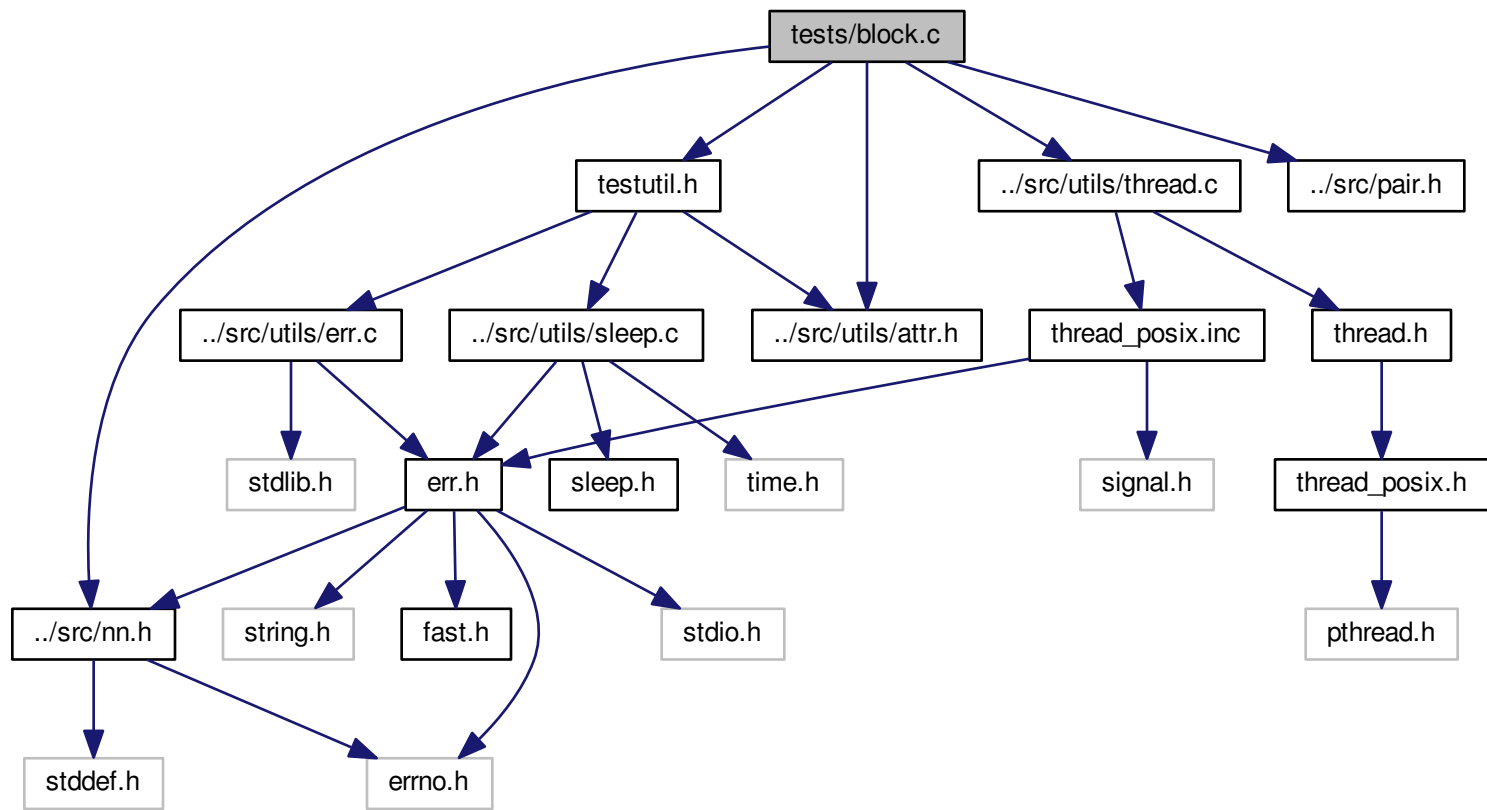 tests/block.c
testutil.h
../src/utils/thread.c
../src/pair.h
../src/utils/err.c
../src/utils/sleep.c
../src/utils/attr.h
thread_posix.inc
thread.h
stdlib.h
err.h
sleep.h
time.h
signal.h
thread_posix.h
../src/nn.h
string.h
fast.h
stdio.h
pthread.h
stddef.h
errno.h